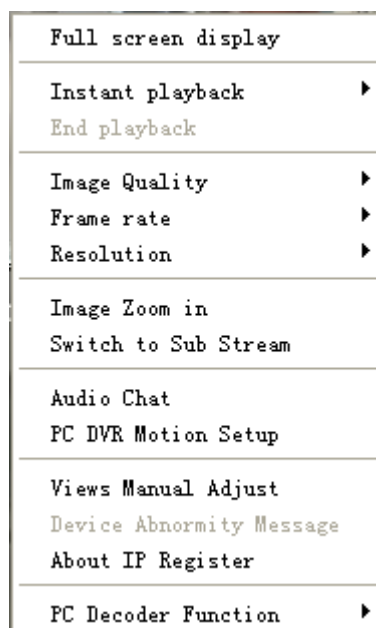 Full screen display
Instant playback
End playback
Image Quality
Frame rate
Resolution
Image Zoom in
Switch to Sub Stream
Audio Chat
PC DVR Motion Setup
Views Manual Adjust
Device Abnormity Message
About IP Register
PC Decoder Function